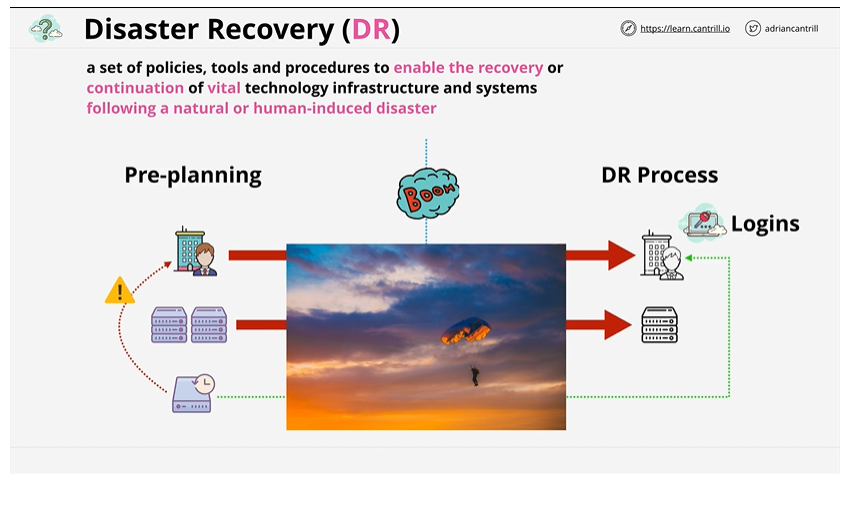 Disaster Recovery (DR)
https://learn.cantrill.io
adriancantrill
a set of policies, tools and procedures to enable the recovery or
continuation of vital technology infrastructure and systems
following a natural or human-induced disaster
Pre-planning
BOOM
DR Process
Logins